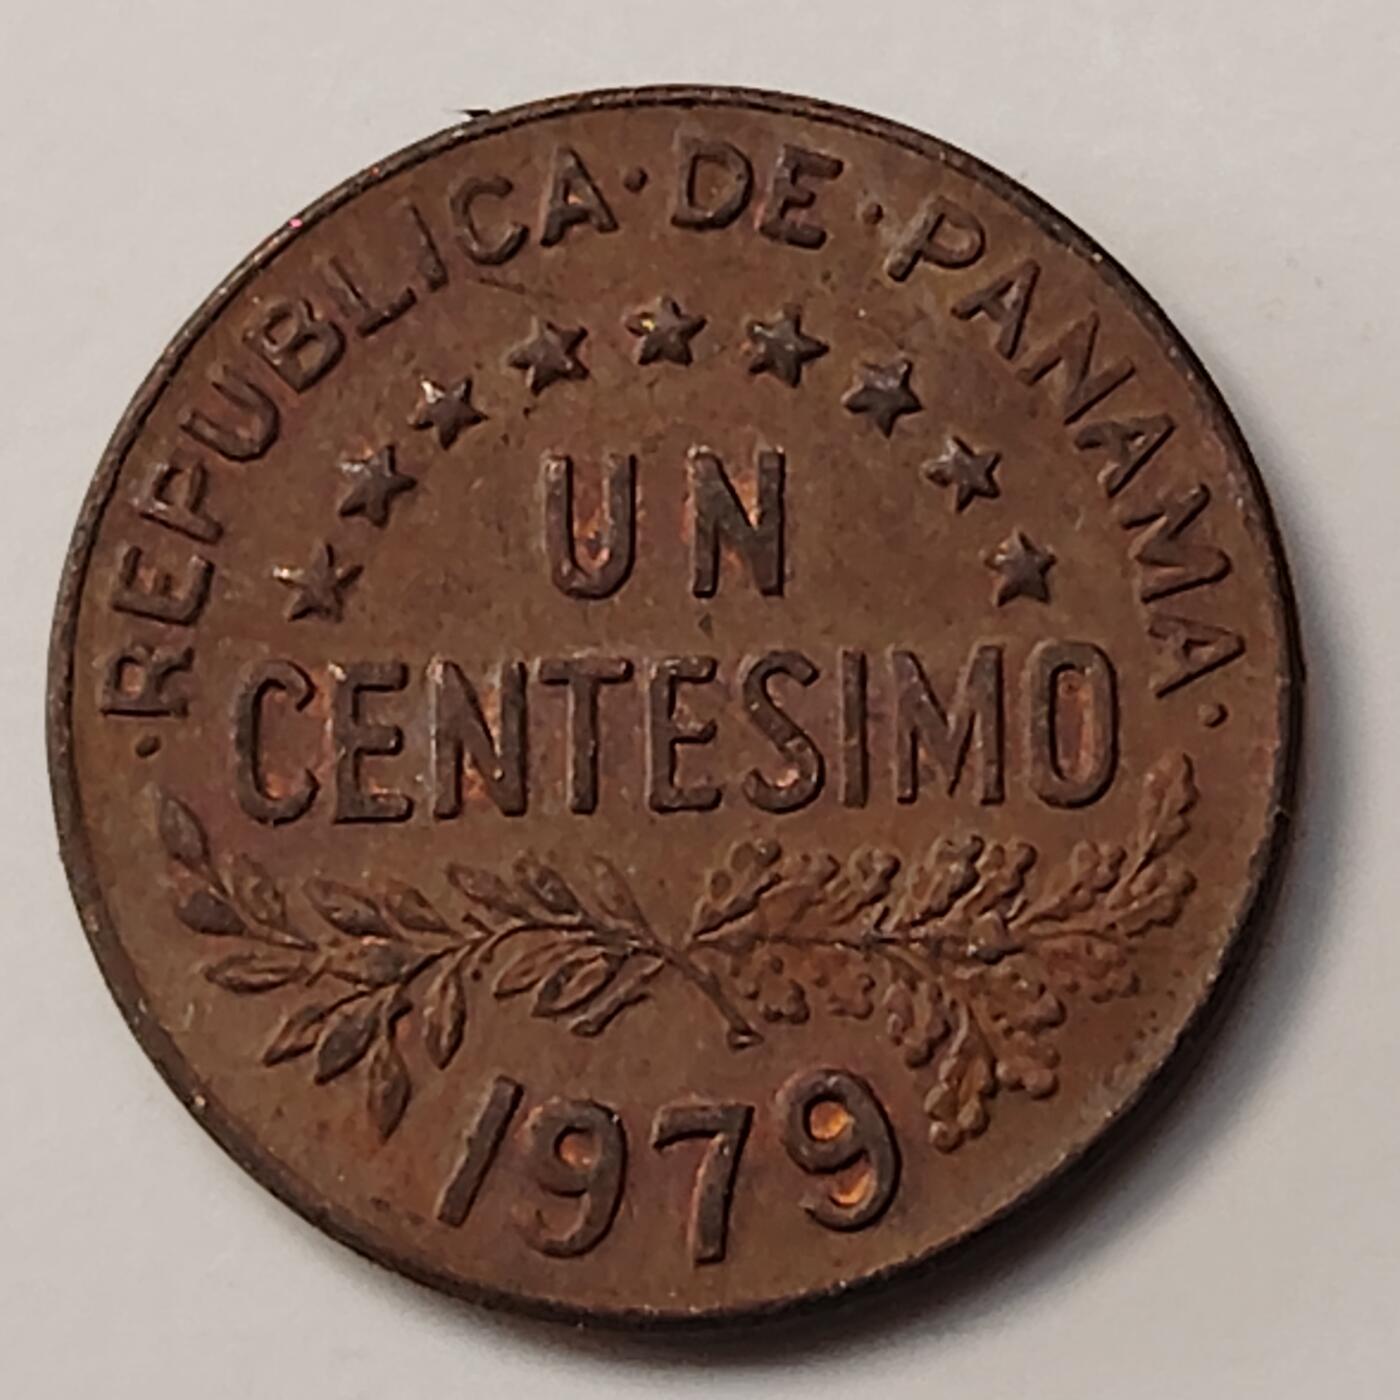 ·REPUBLICA·DE·PANAMA·
UN
CENTESIMO
1979